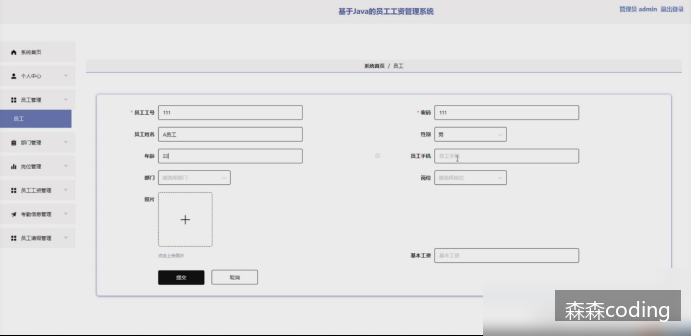 基于Java的员工工资管理系统
管理员 admin 退出登录
系统首页
个人中心
系统首页 / 员工
员工管理
员工
* 员工工号 111
* 密码 111
员工姓名 A员工
性别 男
部门管理
年龄 22
员工手机 员工手机
岗位管理
部门 请选择部门
岗位 请选择岗位
员工工资管理
照片
考勤信息管理
员工请假管理
点击上传照片
基本工资 基本工资
提交
取消
森森coding